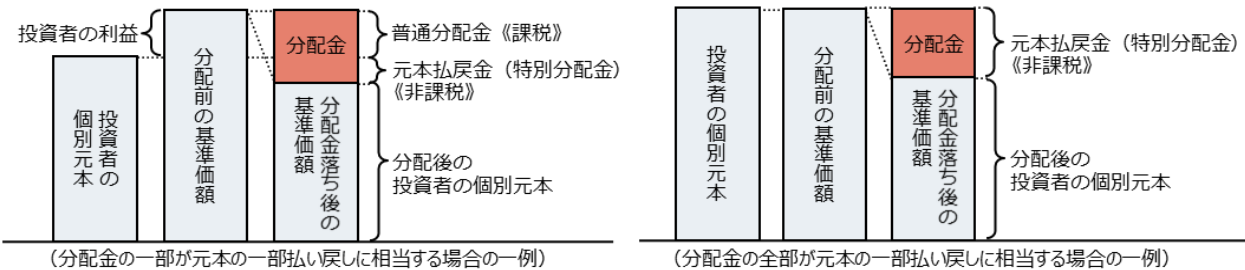 投資者の利益
投資者の
個別元本
分配前の基準価額
分配金
分配金落ち後の
基準価額
普通分配金《課税》
元本払戻金（特別分配金）
《非課税》
分配後の
投資者の個別元本
（分配金の一部が元本の一部払い戻しに相当する場合の一例）
投資者の個別元本
分配前の基準価額
分配金
分配金落ち後の
基準価額
元本払戻金（特別分配金）
《非課税》
分配後の
投資者の個別元本
（分配金の全部が元本の一部払い戻しに相当する場合の一例）